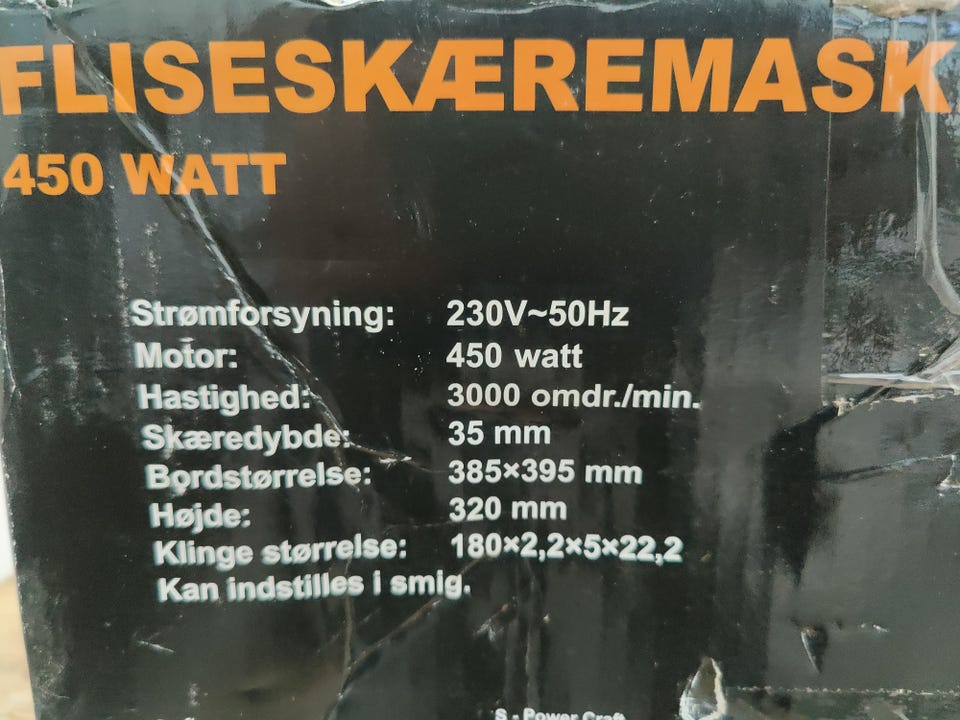 FLISESKÆREMASK
450 WATT
Strømforsyning: 230V~50Hz
Motor: 450 watt
Hastighed: 3000 omdr./min.
Skæredybde: 35 mm
Bordstørrelse: 385×395 mm
Højde: 320 mm
Klinge størrelse: 180×2,2×5×22,2
Kan indstilles i smig.
S - Power Craft